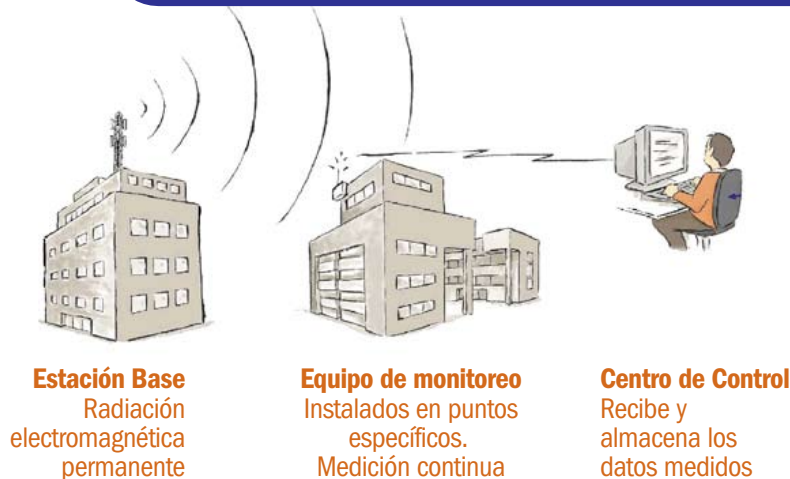 Estación Base
Radiación
electromagnética
permanente
Equipo de monitoreo
Instalados en puntos
específicos.
Medición continua
Centro de Control
Recibe y
almacena los
datos medidos